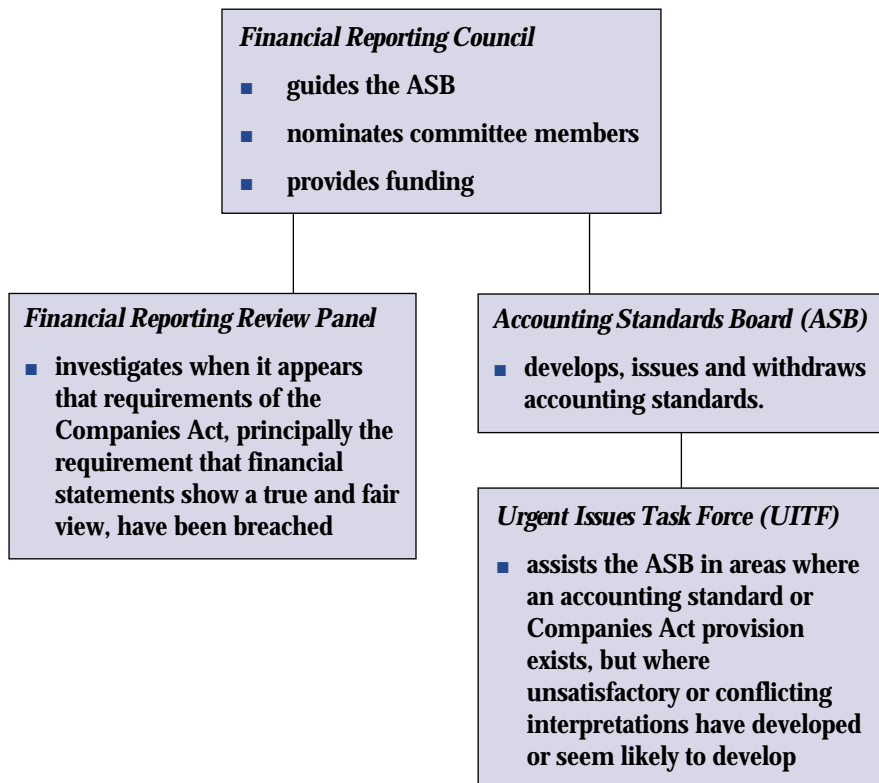 Financial Reporting Council
■ guides the ASB
■ nominates committee members
■ provides funding
Financial Reporting Review Panel
■ investigates when it appears
that requirements of the
Companies Act, principally the
requirement that financial
statements show a true and fair
view, have been breached
Accounting Standards Board (ASB)
■ develops, issues and withdraws
accounting standards.
Urgent Issues Task Force (UITF)
■ assists the ASB in areas where
an accounting standard or
Companies Act provision
exists, but where
unsatisfactory or conflicting
interpretations have developed
or seem likely to develop